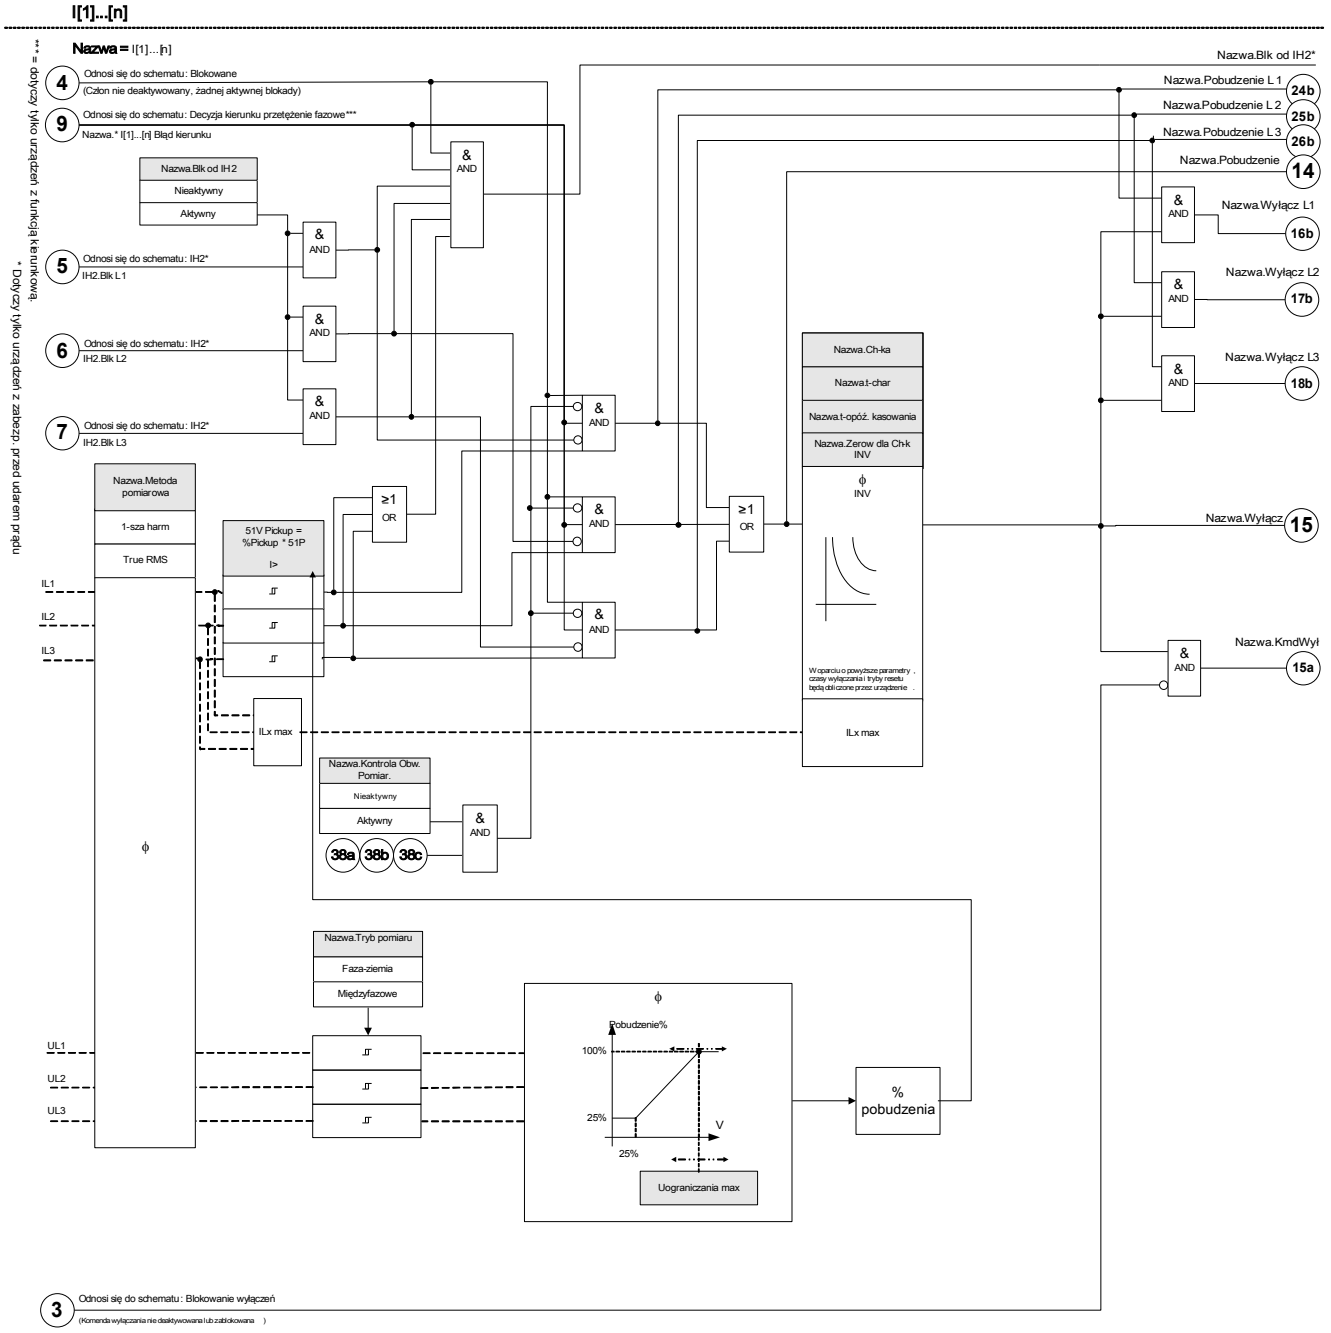 I[1]...[n]
Nazwa = I[1]...[n]
*** = dotyczy tylko urządzeń z funkcją kierunkową.
* Dotyczy tylko urządzeń z zabezp. przed udarem prądu
4
Odnosi się do schematu: Blokowane
(Człon nie deaktywowany, żadnej aktywnej blokady)
9
Odnosi się do schematu: Decyzja kierunku przetężenie fazowe***
Nazwa.* I[1]...[n] Błąd kierunku
Nazwa.Blk od IH2
Nieaktywny
Aktywny
5
Odnosi się do schematu: IH2*
IH2.Blk L1
6
Odnosi się do schematu: IH2*
IH2.Blk L2
7
Odnosi się do schematu: IH2*
IH2.Blk L3
&
AND
&
AND
&
AND
&
AND
Nazwa.Blk od IH2*
Nazwa.Pobudzenie L1
24b
Nazwa.Pobudzenie L2
25b
Nazwa.Pobudzenie L3
26b
Nazwa.Pobudzenie
14
&
AND
Nazwa.Wyłącz L1
16b
&
AND
Nazwa.Wyłącz L2
17b
&
AND
Nazwa.Wyłącz L3
18b
Nazwa.Metoda
pomiarowa
1-sza harm
True RMS
ϕ
51V Pickup =
%Pickup * 51P
I>
≥1
OR
&
AND
&
AND
&
AND
≥1
OR
Nazwa.Ch-ka
Nazwa.t-char
Nazwa.t-opóź. kasowania
Nazwa.Zerow dla Ch-k
INV
ϕ
INV
W oparciu o powyższe parametry ,
czasy wyłączania i tryby resetu
będą obliczone przez urządzenie .
ILx max
Nazwa.Wyłącz
15
&
AND
Nazwa.KmdWył
15a
IL1
IL2
IL3
ILx max
Nazwa.Kontrola Obw.
Pomiar.
Nieaktywny
Aktywny
38a
38b
38c
&
AND
Nazwa.Tryb pomiaru
Faza-ziemia
Międzyfazowe
UL1
UL2
UL3
ϕ
Pobudzenie%
100%
25%
V
25%
Uograniczania max
%
pobudzenia
3
Odnosi się do schematu: Blokowanie wyłączeń
(Komenda wyłączania nie deaktywowana lub zablokowana )